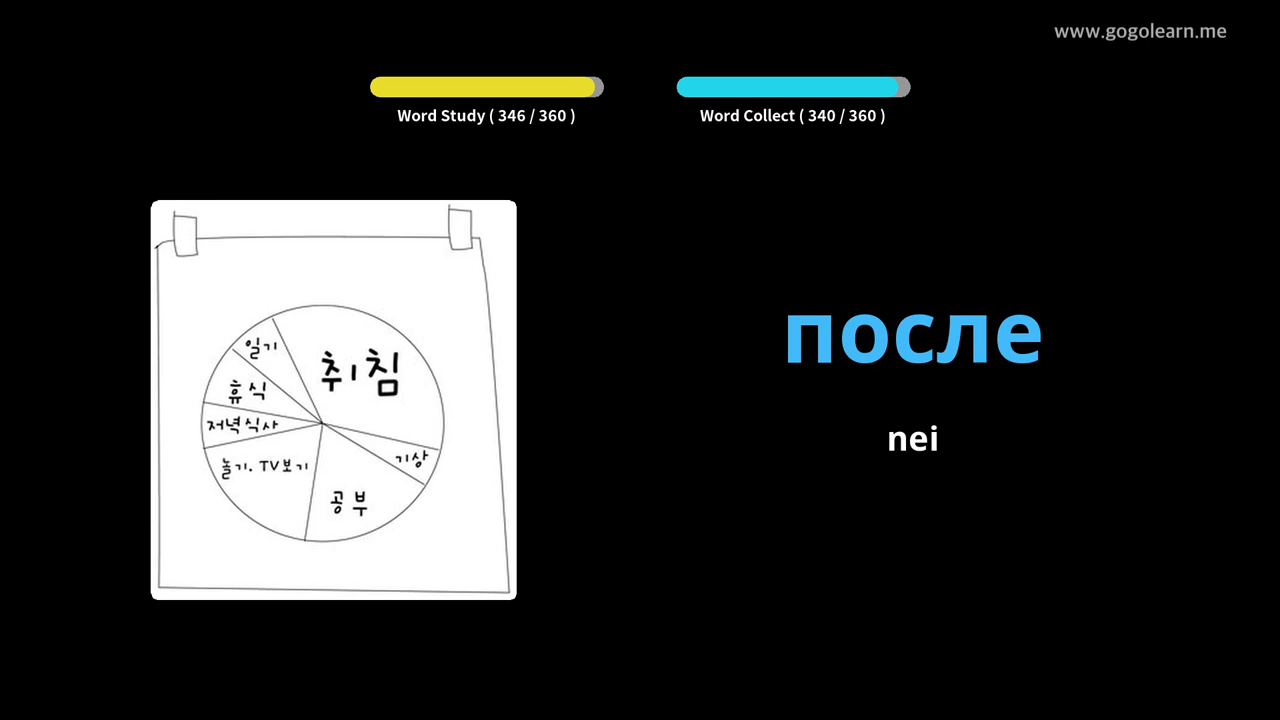 www.gogolearn.me
Word Study ( 346 / 360 )
Word Collect ( 340 / 360 )
일기
취침
휴식
저녁식사
놀기. TV보기
기상
공부
после
nei